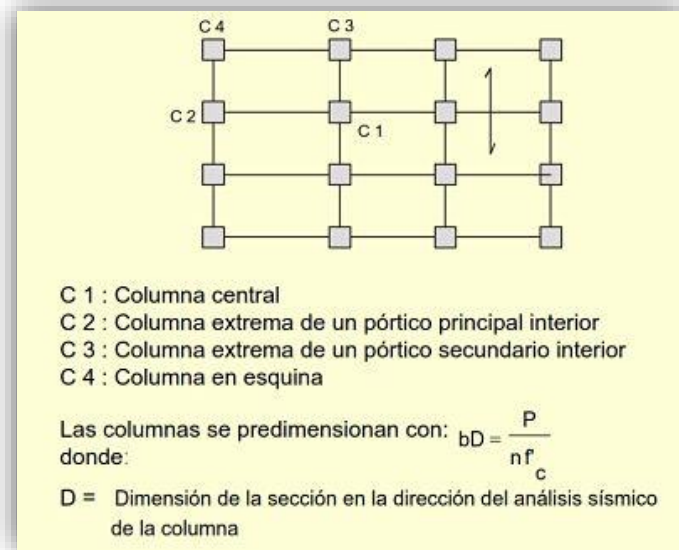 C 4 C 3
C 2
C 1
C 1 : Columna central
C 2 : Columna extrema de un pórtico principal interior
C 3 : Columna extrema de un pórtico secundario interior
C 4 : Columna en esquina
Las columnas se predimensionan con: bD = P / n f'c
donde:
D = Dimensión de la sección en la dirección del análisis sísmico
de la columna